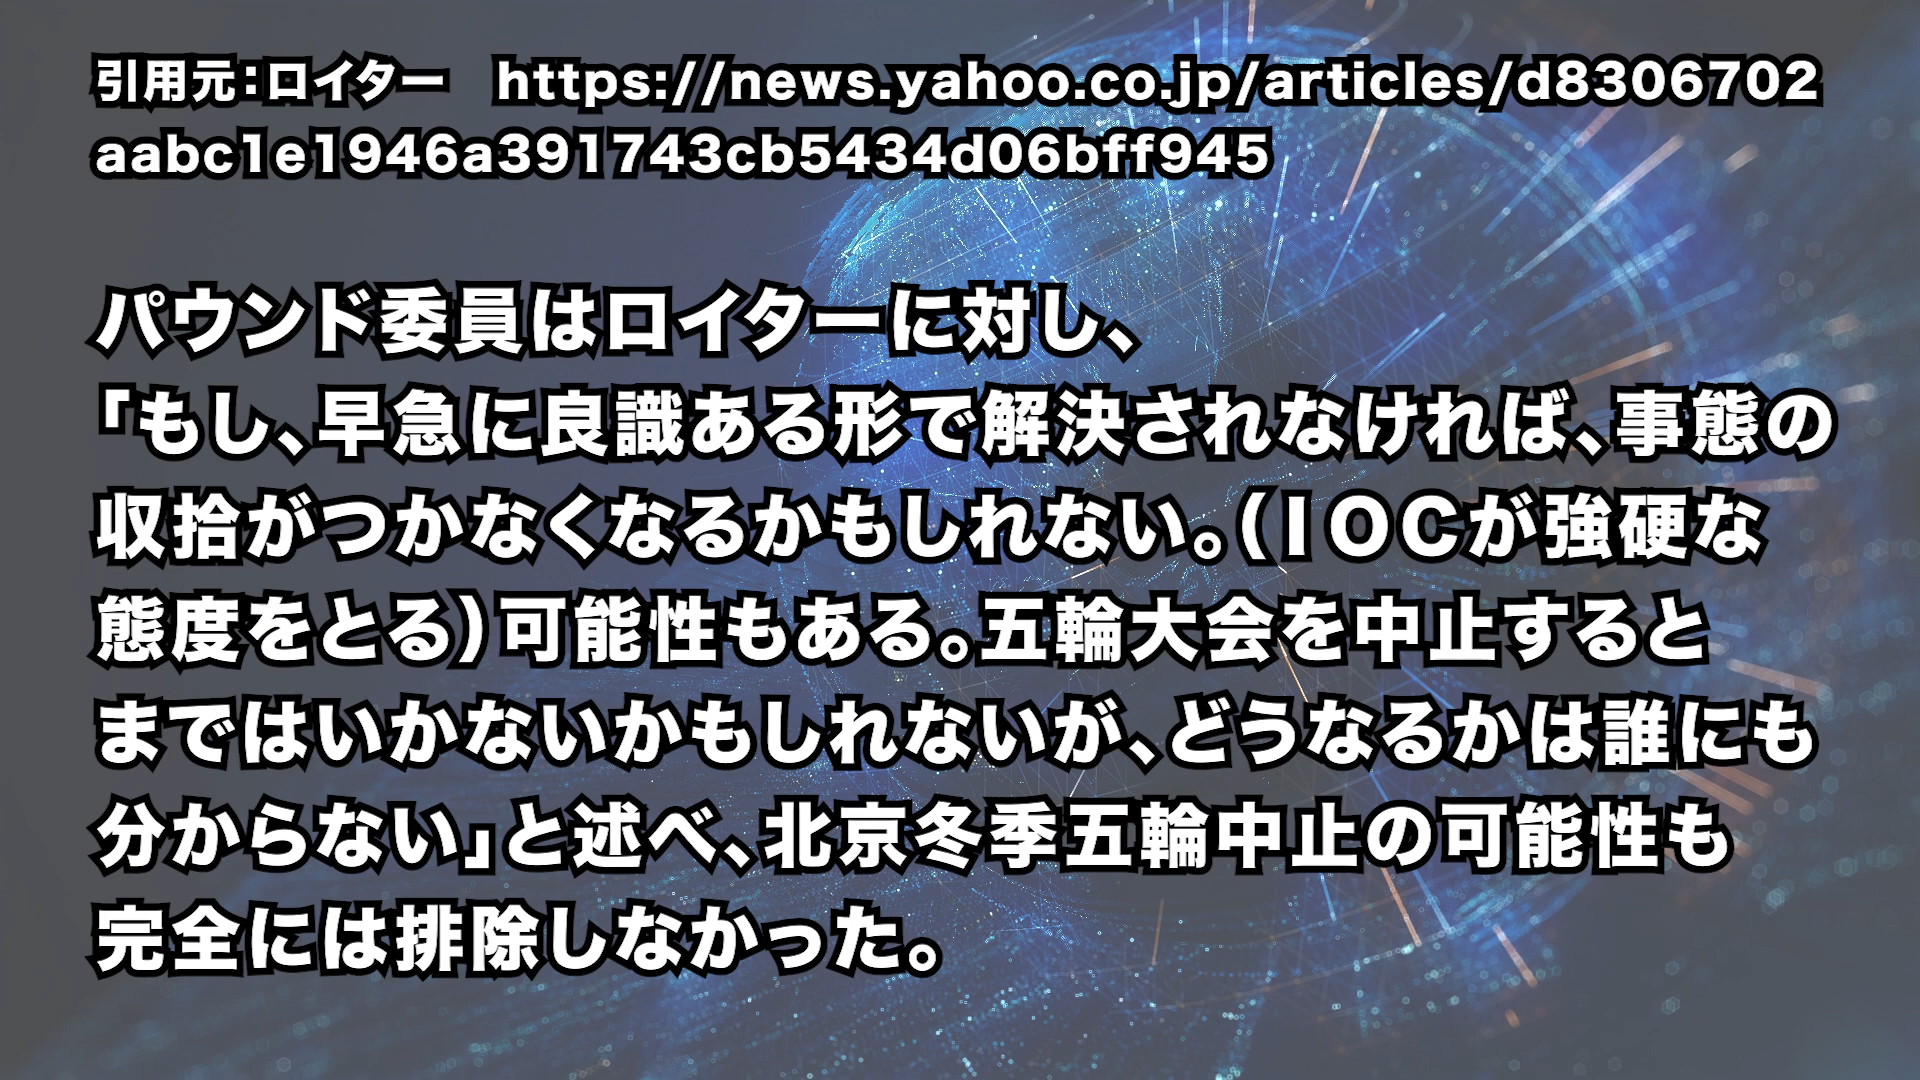 引用元：ロイター　https://news.yahoo.co.jp/articles/d8306702
aabc1e1946a391743cb5434d06bff945
パウンド委員はロイターに対し、
「もし、早急に良識ある形で解決されなければ、事態の
収拾がつかなくなるかもしれない。（ＩＯＣが強硬な
態度をとる）可能性もある。五輪大会を中止すると
まではいかないかもしれないが、どうなるかは誰にも
分からない」と述べ、北京冬季五輪中止の可能性も
完全には排除しなかった。